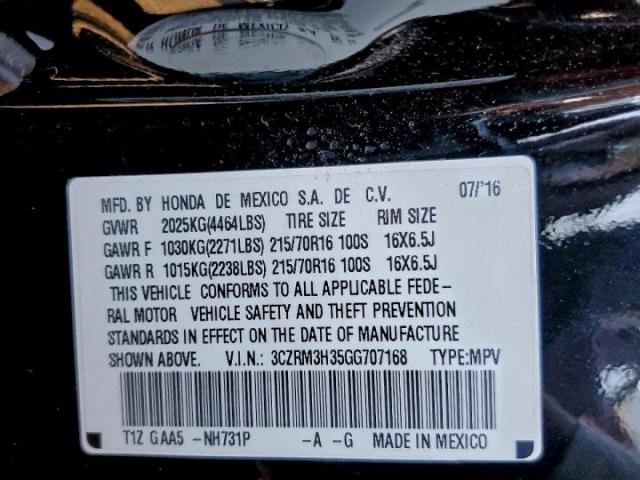 MFD. BY HONDA DE MEXICO S.A. DE C.V. 07/'16
GVWR 2025KG(4464LBS) TIRE SIZE RIM SIZE
GAWR F 1030KG(2271LBS) 215/70R16 100S 16X6.5J
GAWR R 1015KG(2238LBS) 215/70R16 100S 16X6.5J
THIS VEHICLE CONFORMS TO ALL APPLICABLE FEDE-
RAL MOTOR VEHICLE SAFETY AND THEFT PREVENTION
STANDARDS IN EFFECT ON THE DATE OF MANUFACTURE
SHOWN ABOVE. V.I.N.: 3CZRM3H35GG707168 TYPE:MPV
T1Z GAA5 -NH731P -A -G MADE IN MEXICO